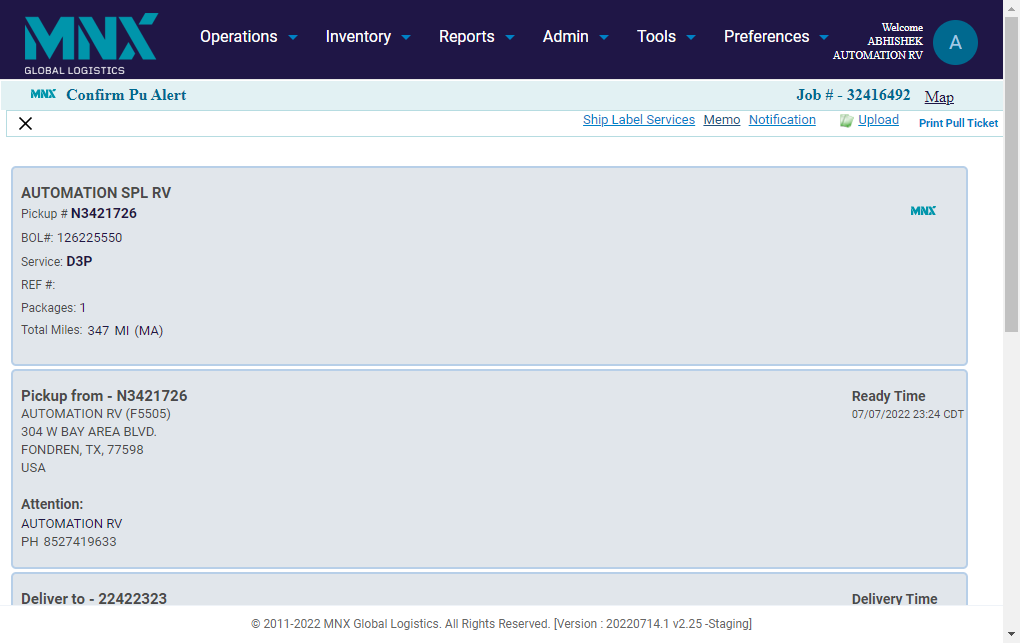 MNX
GLOBAL LOGISTICS
Operations Inventory Reports Admin Tools Preferences
Welcome
ABHISHEK
AUTOMATION RV
A
MNX Confirm Pu Alert Job # - 32416492 Map
Ship Label Services Memo Notification Upload Print Pull Ticket
AUTOMATION SPL RV
Pickup # N3421726
MNX
BOL#: 126225550
Service: D3P
REF #:
Packages: 1
Total Miles: 347 MI (MA)
Pickup from - N3421726 Ready Time
AUTOMATION RV (F5505) 07/07/2022 23:24 CDT
304 W BAY AREA BLVD.
FONDREN, TX, 77598
USA
Attention:
AUTOMATION RV
PH 8527419633
Deliver to - 22422323 Delivery Time
© 2011-2022 MNX Global Logistics. All Rights Reserved. [Version : 20220714.1 v2.25 -Staging]